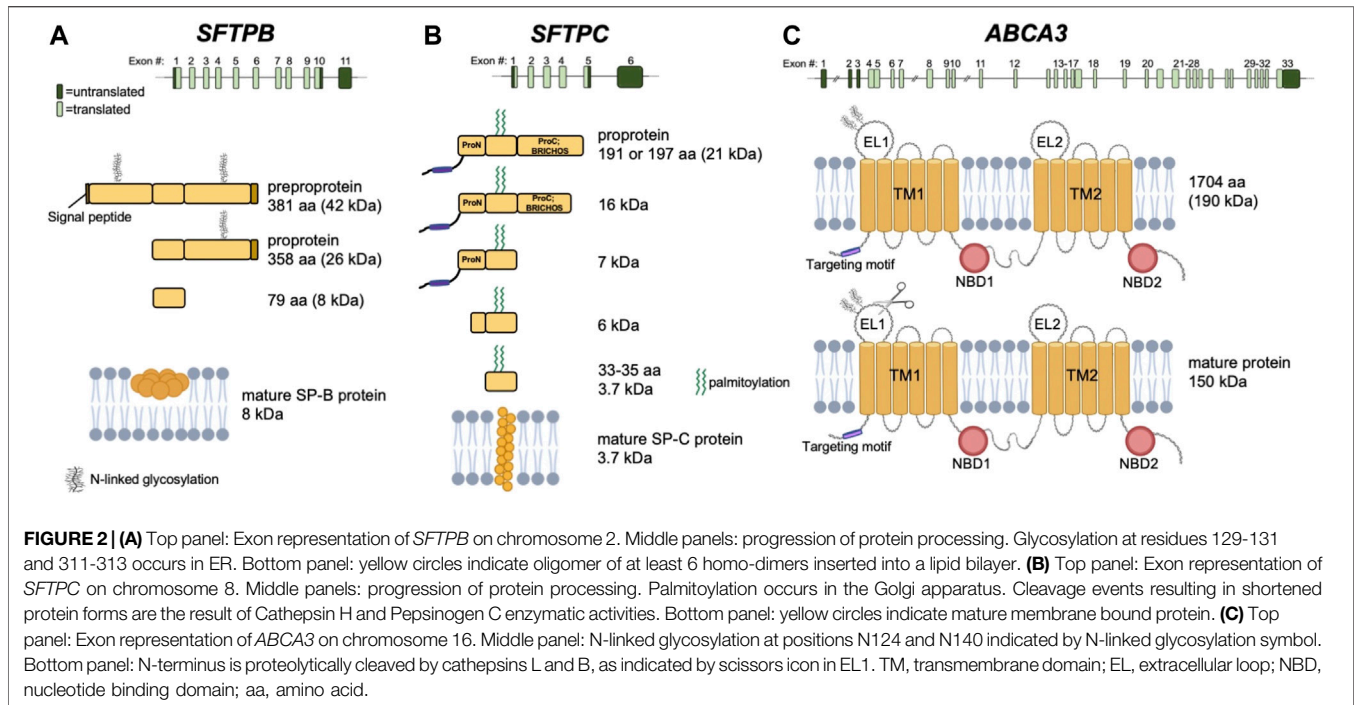 A
SFTPB
Exon #: 1 2 3 4 5 6 7 8 9 10 11
=untranslated
=translated
Signal peptide
preproprotein
381 aa (42 kDa)
proprotein
358 aa (26 kDa)
79 aa (8 kDa)
mature SP-B protein
8 kDa
N-linked glycosylation
B
SFTPC
Exon #: 1 2 3 4 5 6
ProN
ProC;
BRICHOS
proprotein
191 or 197 aa (21 kDa)
ProN
ProC;
BRICHOS
16 kDa
ProN
7 kDa
6 kDa
33-35 aa
3.7 kDa
palmitoylation
mature SP-C protein
3.7 kDa
C
ABCA3
Exon #: 1 2 3 4 5 6 7 8 9 10 11 12 13-17 18 19 20 21-28 29-32 33
EL1
EL2
TM1
TM2
1704 aa
(190 kDa)
Targeting motif
NBD1
NBD2
EL1
EL2
TM1
TM2
mature protein
150 kDa
Targeting motif
NBD1
NBD2
FIGURE 2 | (A) Top panel: Exon representation of SFTPB on chromosome 2. Middle panels: progression of protein processing. Glycosylation at residues 129-131
and 311-313 occurs in ER. Bottom panel: yellow circles indicate oligomer of at least 6 homo-dimers inserted into a lipid bilayer. (B) Top panel: Exon representation of
SFTPC on chromosome 8. Middle panels: progression of protein processing. Palmitoylation occurs in the Golgi apparatus. Cleavage events resulting in shortened
protein forms are the result of Cathepsin H and Pepsinogen C enzymatic activities. Bottom panel: yellow circles indicate mature membrane bound protein. (C) Top
panel: Exon representation of ABCA3 on chromosome 16. Middle panel: N-linked glycosylation at positions N124 and N140 indicated by N-linked glycosylation symbol.
Bottom panel: N-terminus is proteolytically cleaved by cathepsins L and B, as indicated by scissors icon in EL1. TM, transmembrane domain; EL, extracellular loop; NBD,
nucleotide binding domain; aa, amino acid.